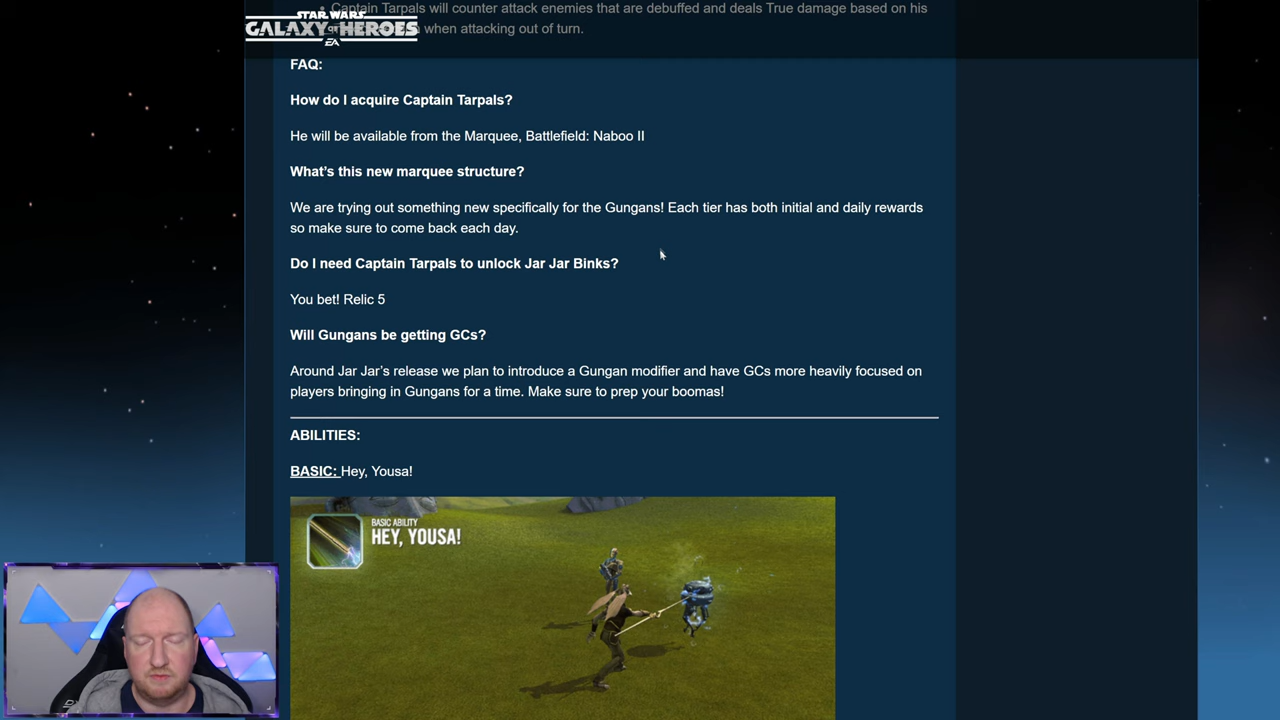 Captain Tarpals will counter attack enemies that are debuffed and deals True damage based on his
STAR WARS
GALAXY OF HEROES
EA
when attacking out of turn.
FAQ:
How do I acquire Captain Tarpals?
He will be available from the Marquee, Battlefield: Naboo II
What’s this new marquee structure?
We are trying out something new specifically for the Gungans! Each tier has both initial and daily rewards
so make sure to come back each day.
Do I need Captain Tarpals to unlock Jar Jar Binks?
You bet! Relic 5
Will Gungans be getting GCs?
Around Jar Jar’s release we plan to introduce a Gungan modifier and have GCs more heavily focused on
players bringing in Gungans for a time. Make sure to prep your boomas!
ABILITIES:
BASIC: Hey, Yousa!
BASIC ABILITY
HEY, YOUSA!